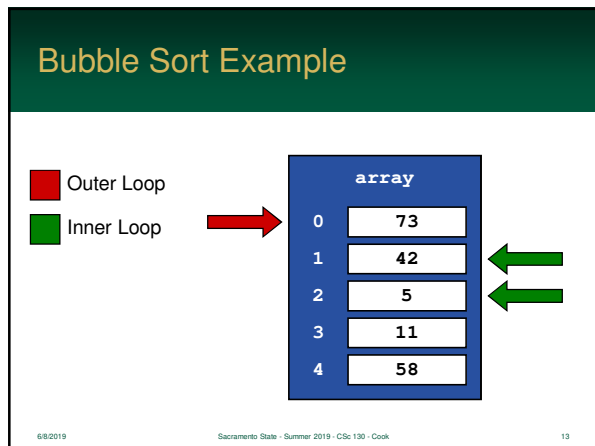 Bubble Sort Example
Outer Loop
Inner Loop
array
0 73
1 42
2 5
3 11
4 58
6/8/2019 Sacramento State - Summer 2019 - CSc 130 - Cook 13